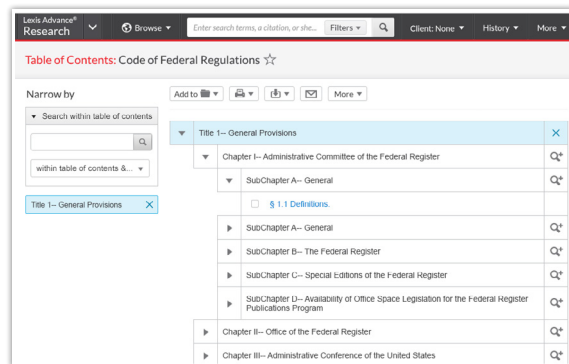 Lexis Advance®
Research
Browse
Enter search terms, a citation, or she...
Filters
Client: None
History
More
Table of Contents: Code of Federal Regulations
Narrow by
Add to
More
Search within table of contents
within table of contents &...
Title 1-- General Provisions
Title 1-- General Provisions
Chapter I-- Administrative Committee of the Federal Register
SubChapter A-- General
§ 1.1 Definitions.
SubChapter A-- General
SubChapter B-- The Federal Register
SubChapter C-- Special Editions of the Federal Register
SubChapter D-- Availability of Office Space Legislation for the Federal Register
Publications Program
Chapter II-- Office of the Federal Register
Chapter III-- Administrative Conference of the United States